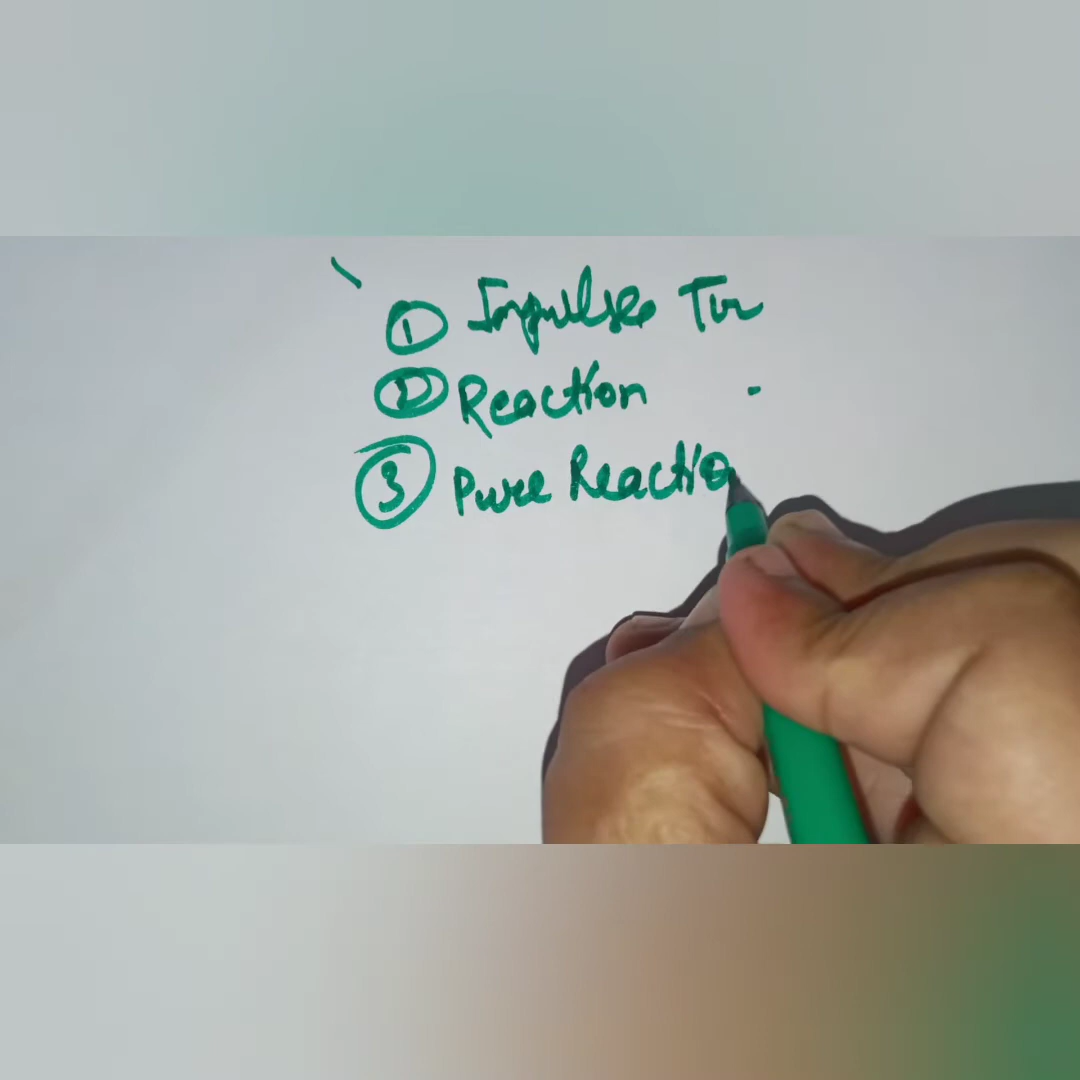 ① Impulse Tur
② Reaction
③ Pure Reactio